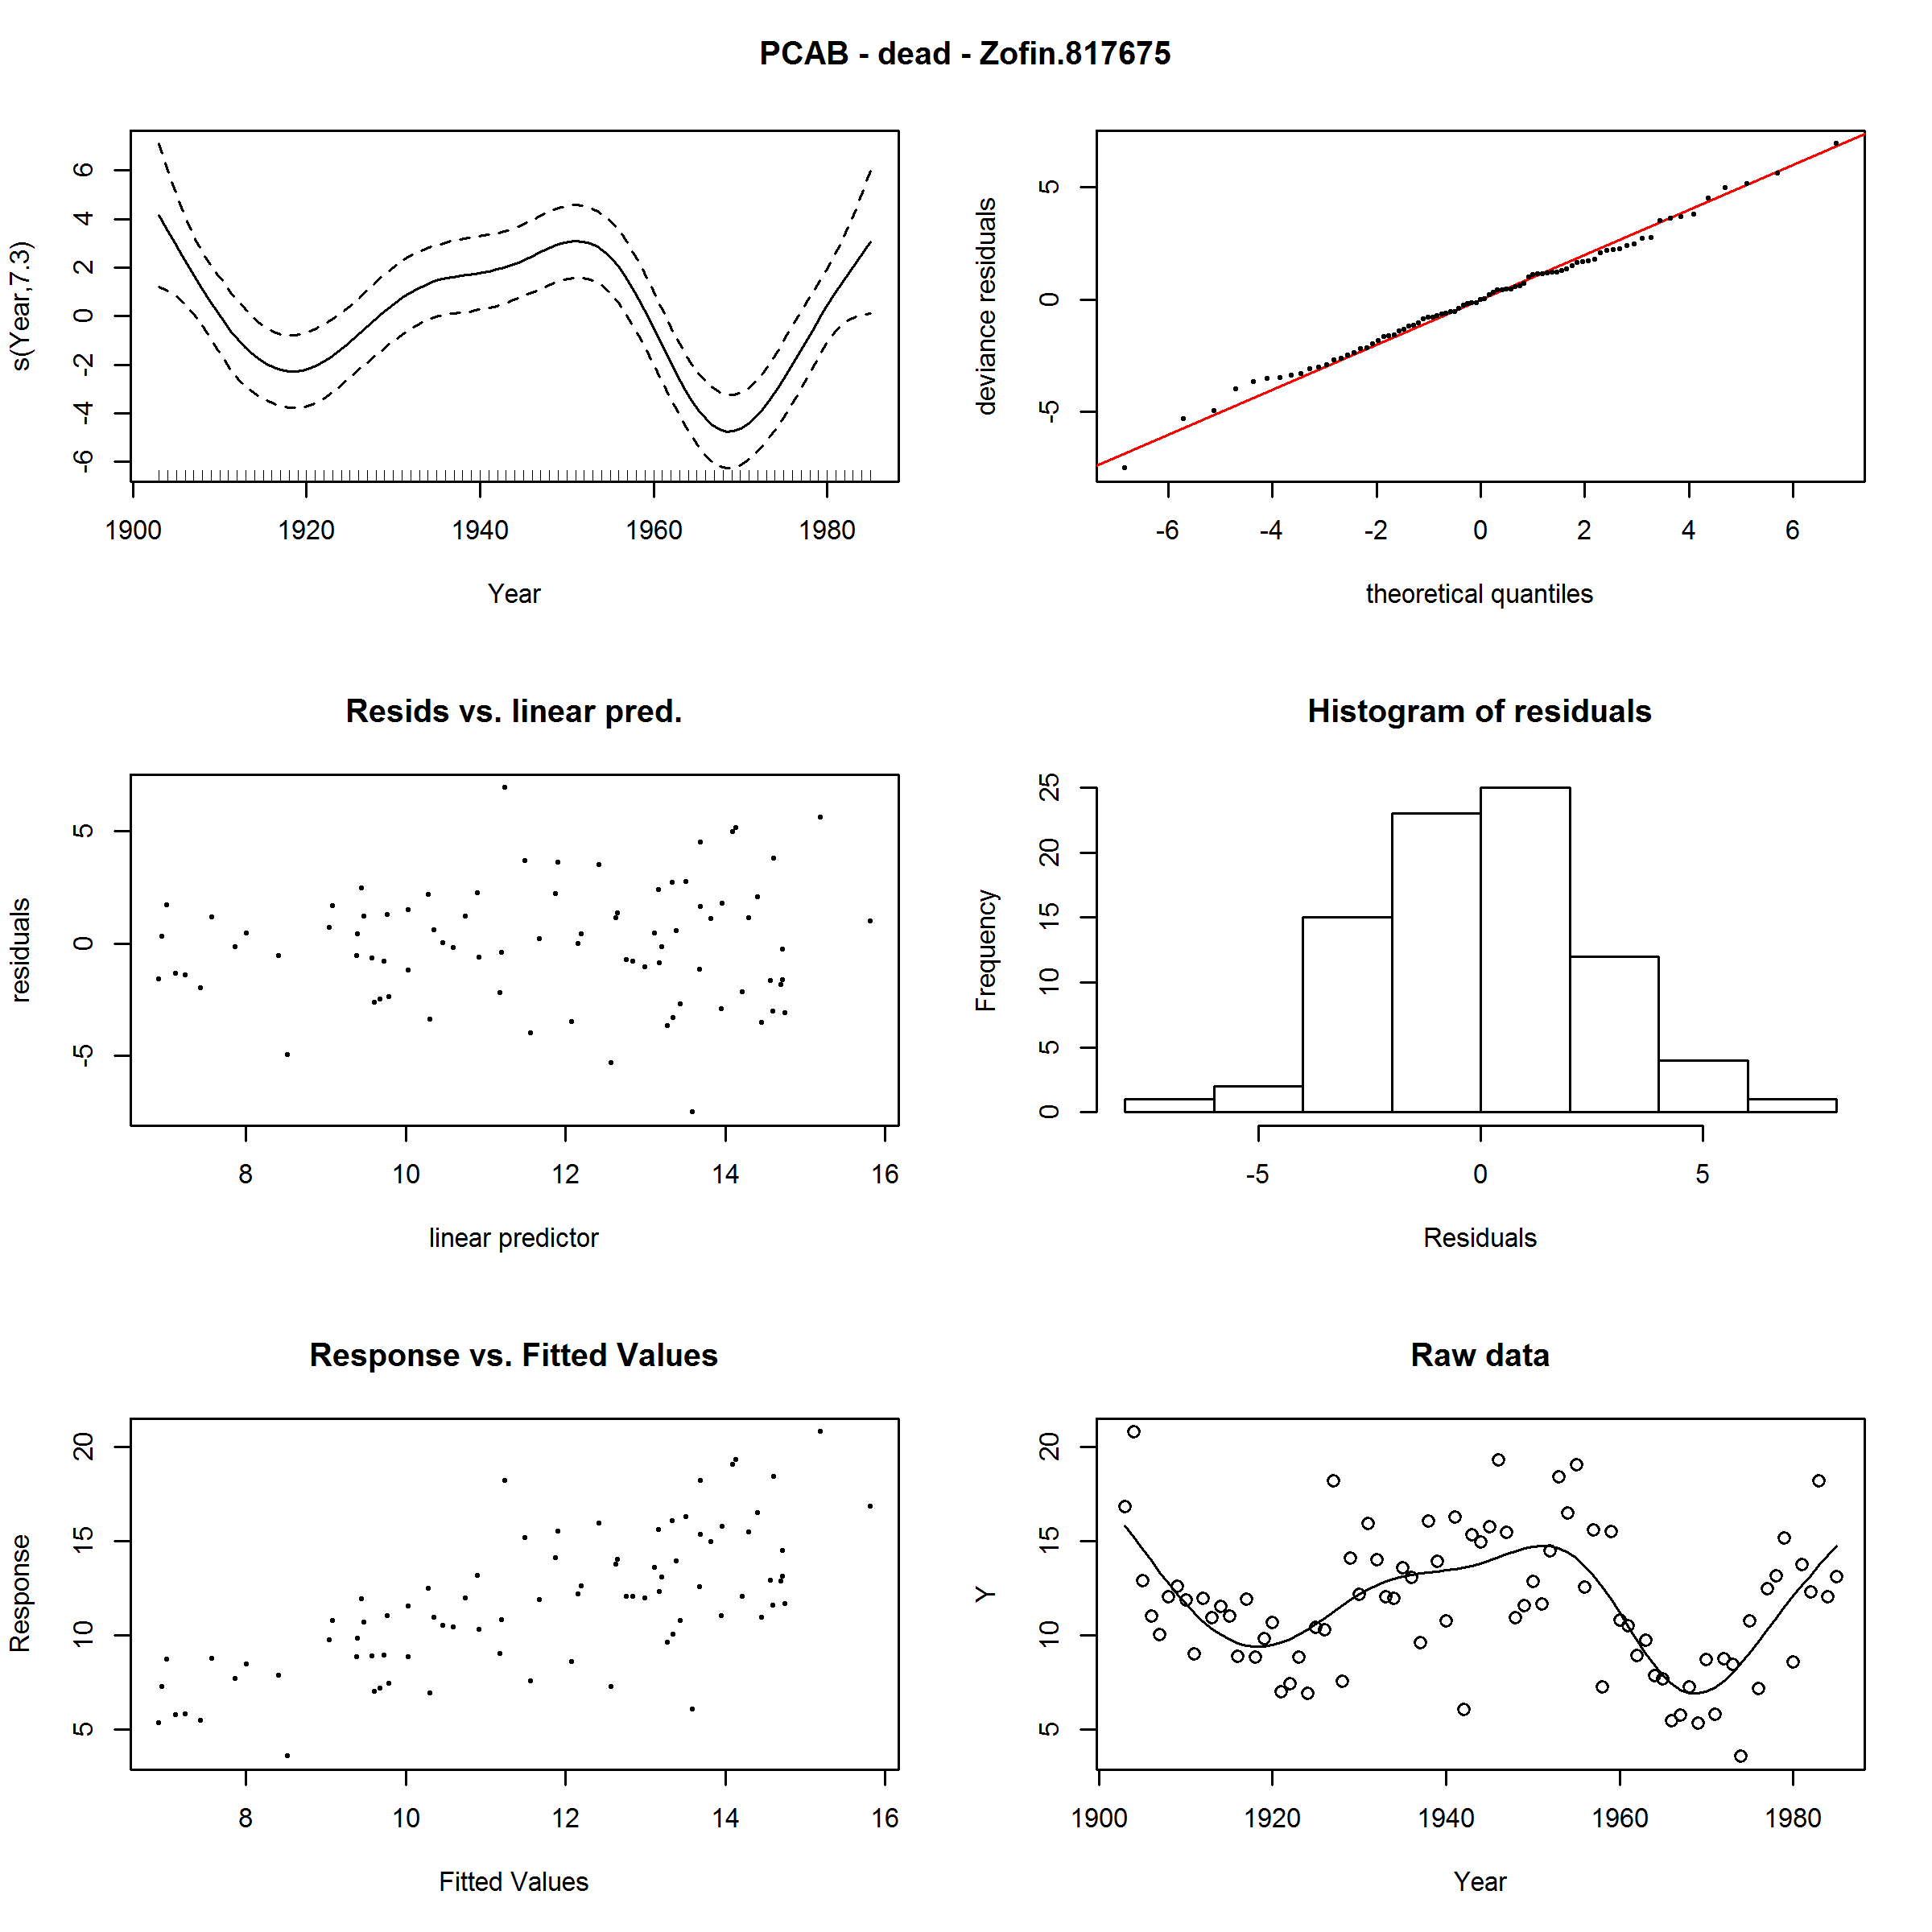 PCAB - dead - Zofin.817675
s(Year,7.3)
6
4
2
0
-2
-4
-6
1900 1920 1940 1960 1980
Year
deviance residuals
5
0
-5
-6 -4 -2 0 2 4 6
theoretical quantiles
Resids vs. linear pred.
residuals
5
0
-5
8 10 12 14 16
linear predictor
Histogram of residuals
Frequency
25
20
15
10
5
0
-5 0 5
Residuals
Response vs. Fitted Values
Response
20
15
10
5
8 10 12 14 16
Fitted Values
Raw data
Y
20
15
10
5
1900 1920 1940 1960 1980
Year